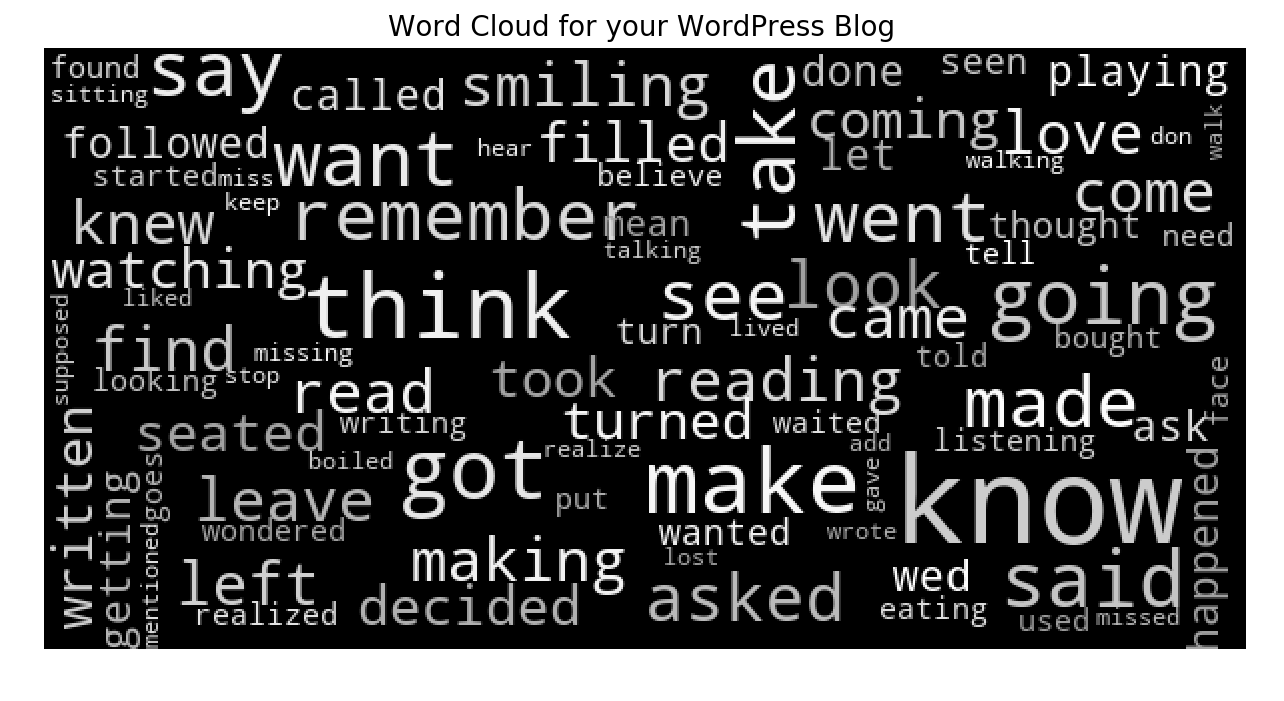 Word Cloud for your WordPress Blog
found say called smiling take done seen playing
sitting
followed want hear filled coming love don walk
started miss believe let walking come
knew keep remember mean went thought need
talking tell
watching think see look going
liked turn lived came bought
supposed find missing told
looking stop read took reading made face
written seated writing turned waited ask
boiled got realize add listening
getting goes leave put make gave know happened
wondered wanted wrote
mentioned making lost wed said
left decided asked eating
realized used missed